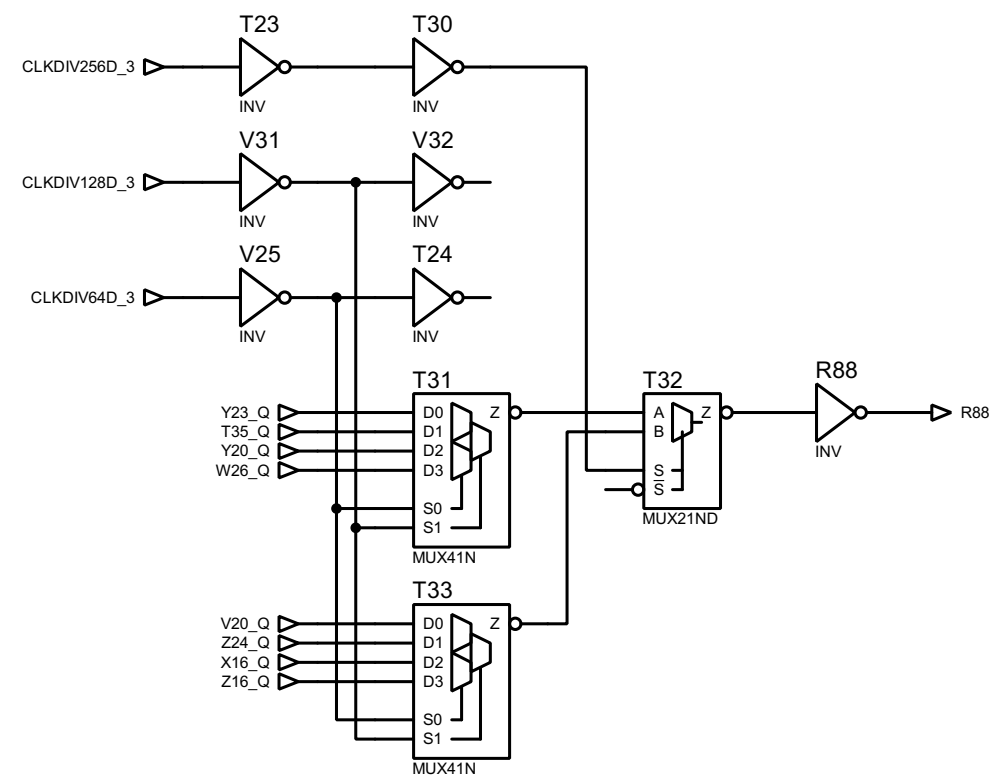 T23
T30
CLKDIV256D_3
INV
INV
V31
V32
CLKDIV128D_3
INV
INV
V25
T24
CLKDIV64D_3
INV
INV
T31
T32
R88
Y23_Q
D0
Z
A
Z
R88
T35_Q
D1
B
Y20_Q
D2
INV
W26_Q
D3
S
S0
S
S1
MUX21ND
MUX41N
T33
V20_Q
D0
Z
Z24_Q
D1
X16_Q
D2
Z16_Q
D3
S0
S1
MUX41N